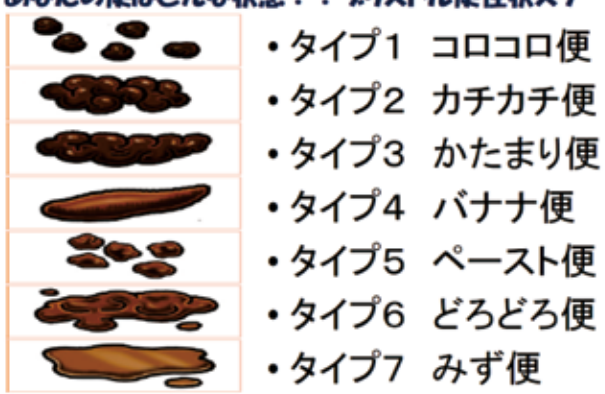 ・タイプ1 コロコロ便
・タイプ2 カチカチ便
・タイプ3 かたまり便
・タイプ4 バナナ便
・タイプ5 ペースト便
・タイプ6 どろどろ便
・タイプ7 みず便